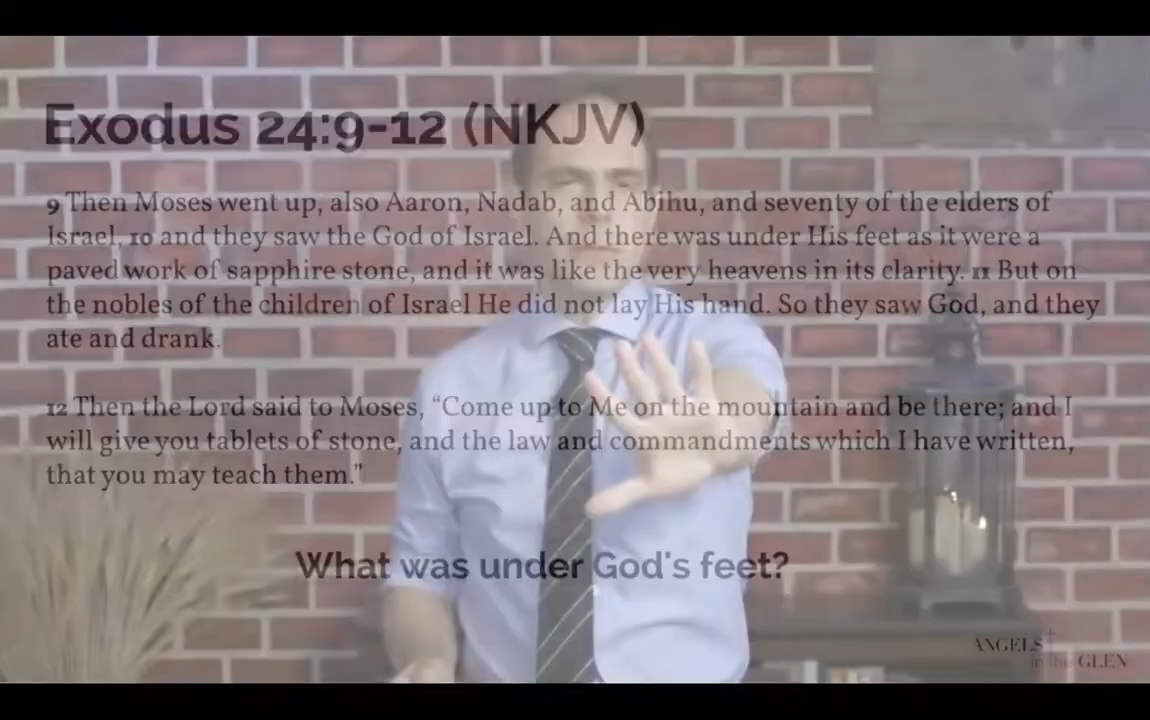 Exodus 24:9-12 (NKJV)
9 Then Moses went up, also Aaron, Nadab, and Abihu, and seventy of the elders of
Israel, 10 and they saw the God of Israel. And there was under His feet as it were a
paved work of sapphire stone, and it was like the very heavens in its clarity. 11 But on
the nobles of the children of Israel He did not lay His hand. So they saw God, and they
ate and drank.
12 Then the Lord said to Moses, “Come up to Me on the mountain and be there; and I
will give you tablets of stone, and the law and commandments which I have written,
that you may teach them.”
What was under God's feet?
ANGELS
in the GLEN